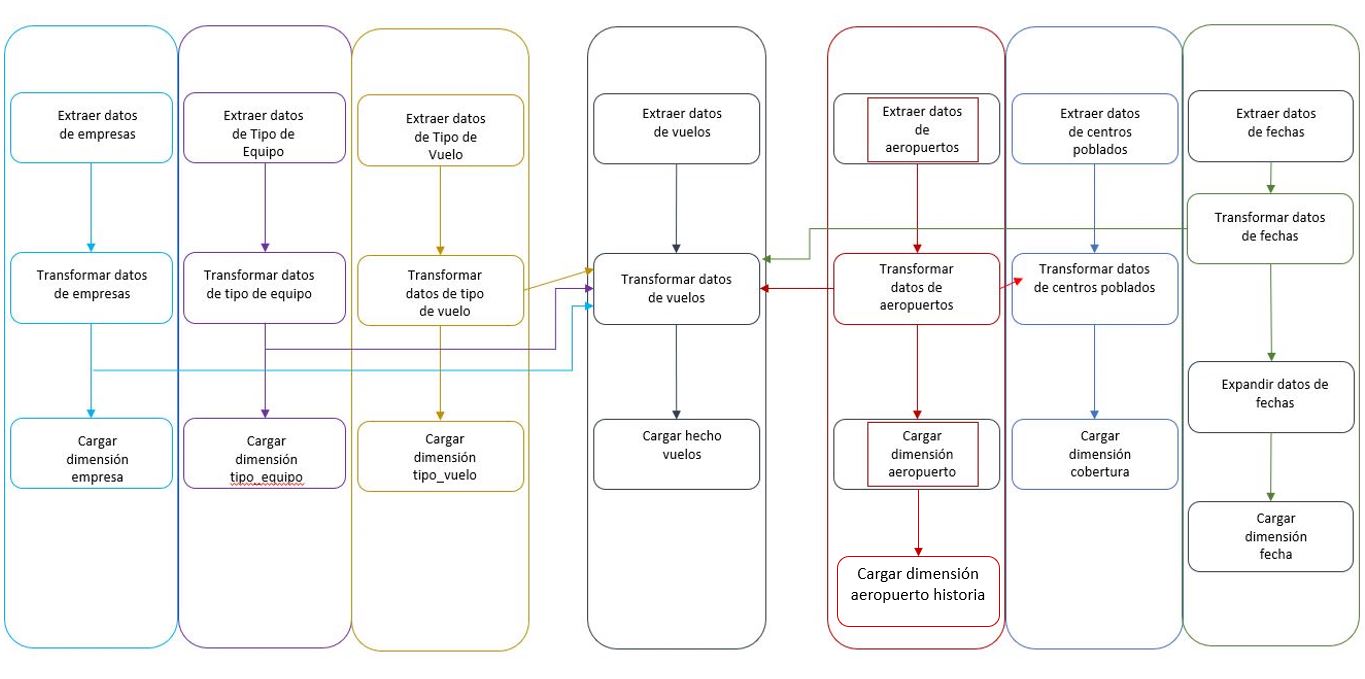 Extraer datos
de empresas
Transformar datos
de empresas
Cargar
dimensión
empresa
Extraer datos
de Tipo de
Equipo
Transformar datos
de tipo de equipo
Cargar
dimensión
tipo_equipo
Extraer datos
de Tipo de
Vuelo
Transformar
datos de tipo
de vuelo
Cargar
dimensión
tipo_vuelo
Extraer datos
de vuelos
Transformar datos
de vuelos
Cargar hecho
vuelos
Extraer datos
de
aeropuertos
Transformar
datos de
aeropuertos
Cargar
dimensión
aeropuerto
Cargar dimensión
aeropuerto historia
Extraer datos
de centros
poblados
Transformar datos
de centros poblados
Cargar
dimensión
cobertura
Extraer datos
de fechas
Transformar datos
de fechas
Expandir datos de
fechas
Cargar
dimensión
fecha